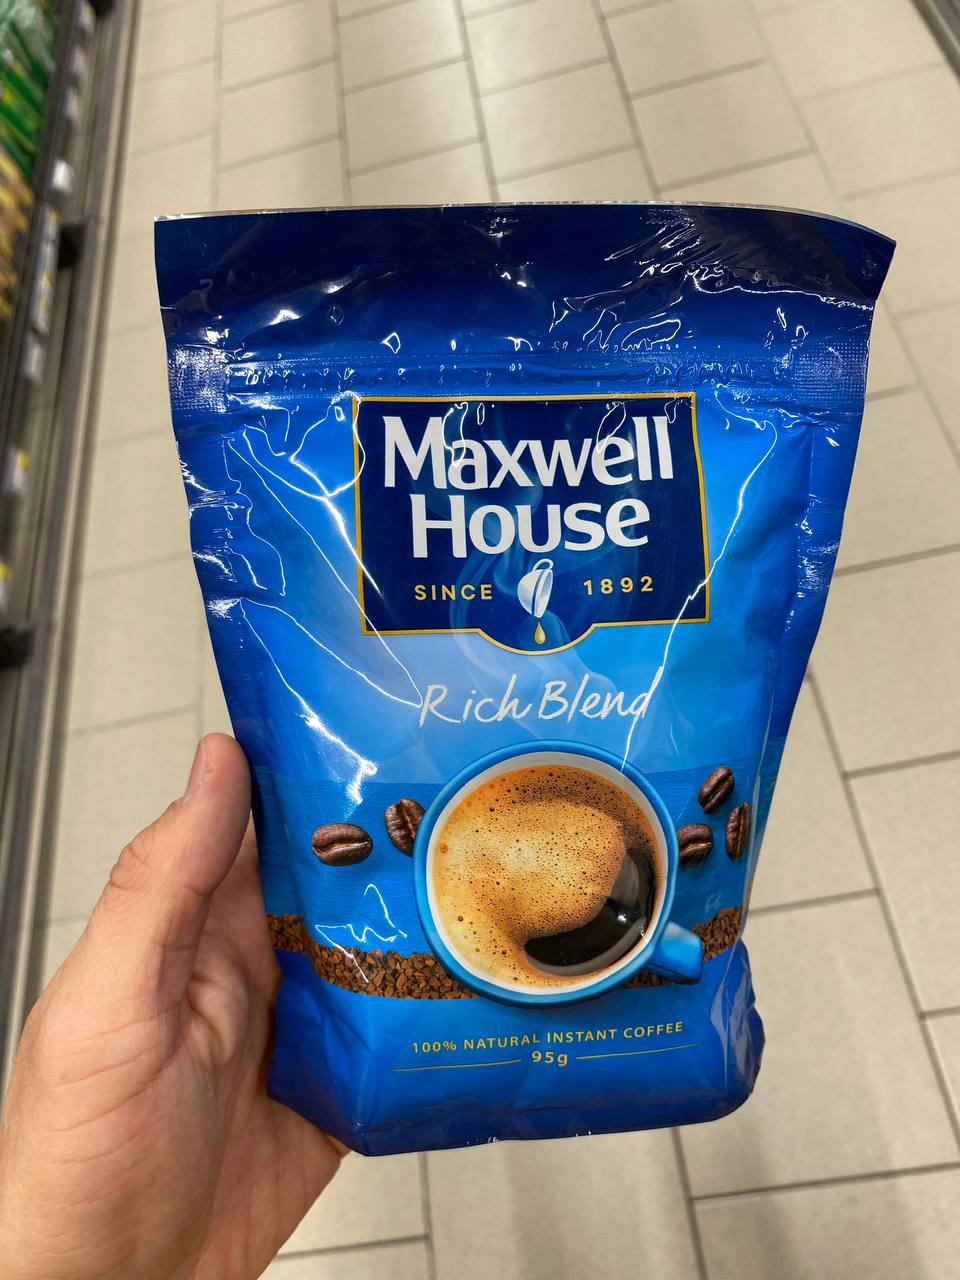 Maxwell
House
SINCE 1892
Rich Blend
100% NATURAL INSTANT COFFEE
95g